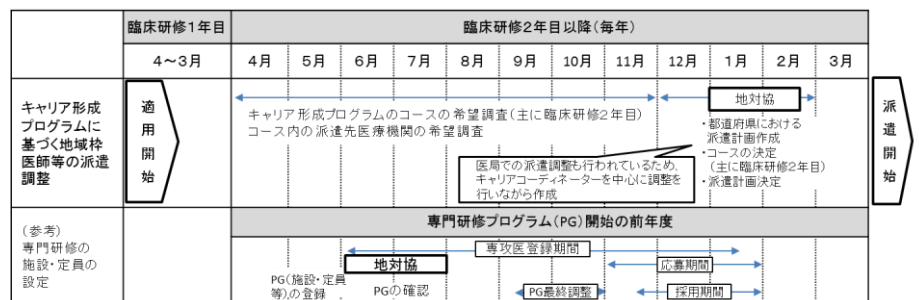 臨床研修1年目
臨床研修2年目以降(毎年)
4~3月
4月 5月 6月 7月 8月 9月 10月 11月 12月 1月 2月 3月
キャリア形成
プログラムに
基づく地域枠
医師等の派遣
調整
適用開始
キャリア形成プログラムのコースの希望調査(主に臨床研修2年目)
コース内の派遣先医療機関の希望調査
地対協
・都道府県における
派遣計画作成
・コースの決定
(主に臨床研修2年目)
・派遣計画決定
医局での派遣調整も行われているため、
キャリアコーディネーターを中心に調整を
行いながら作成
派遣開始
専門研修プログラム(PG)開始の前年度
(参考)
専門研修の
施設・定員の
設定
専攻医登録期間
地対協
応募期間
PG(施設・定員
等)の登録
PGの確認
PG最終調整
採用期間